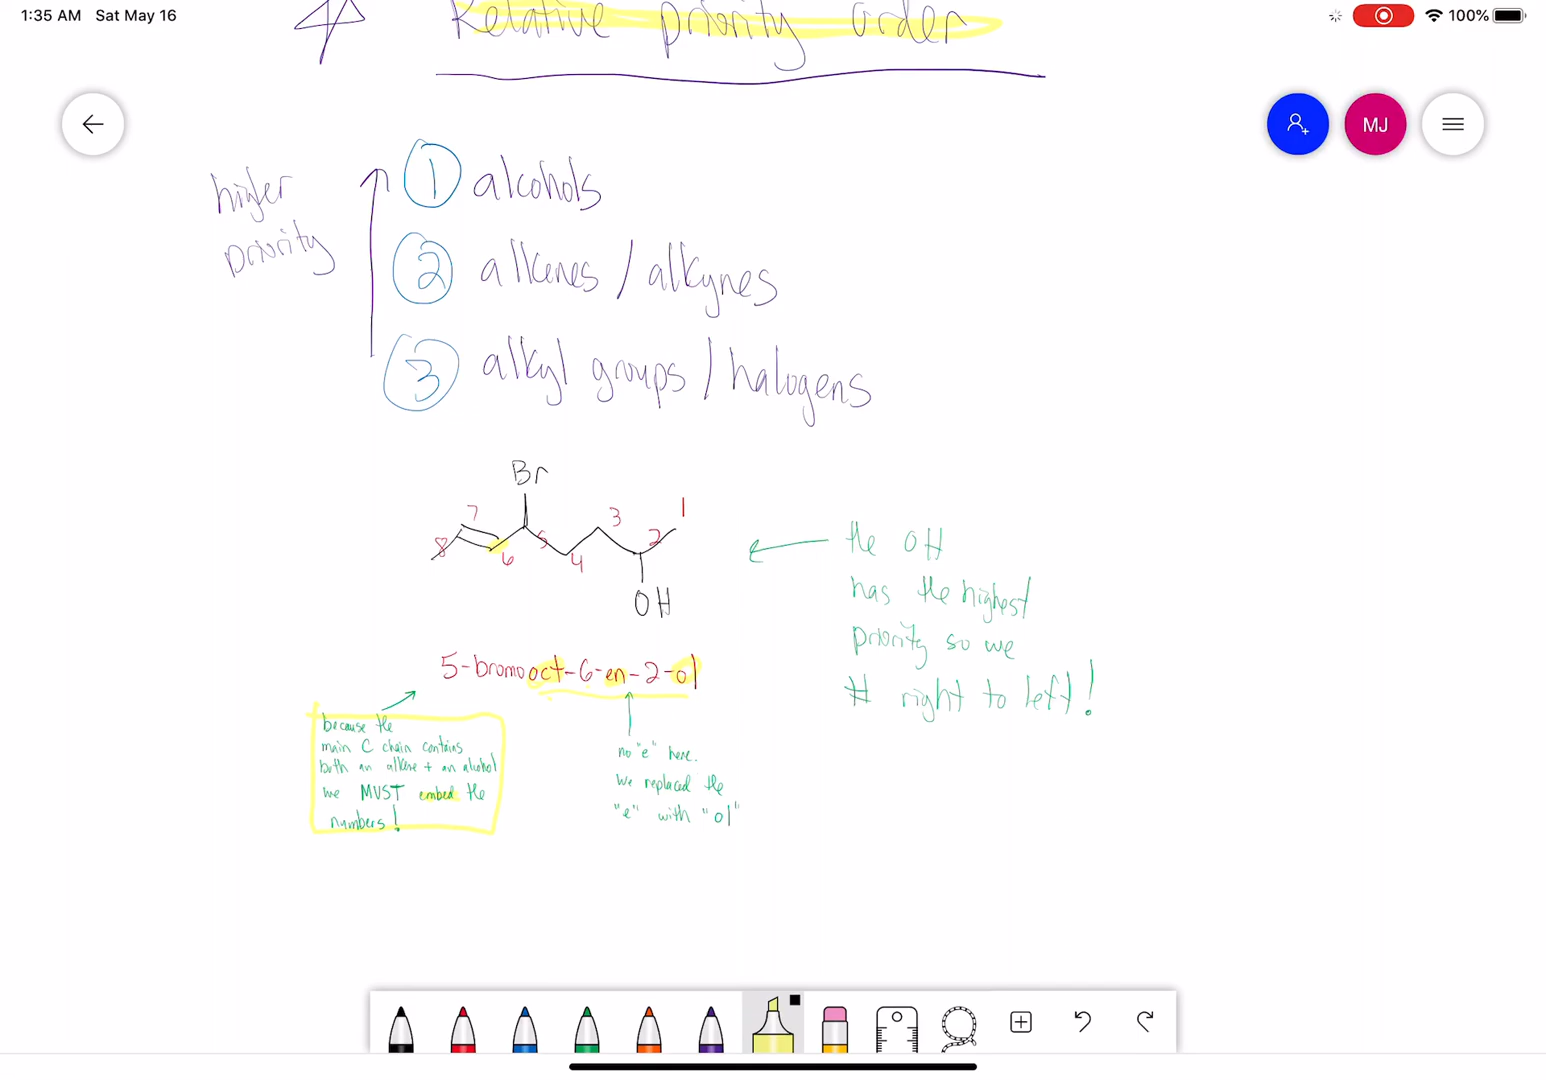 1:35 AM Sat May 16
100%
Relative priority order
MJ
higher
priority
1 alcohols
2 alkenes / alkynes
3 alkyl groups / halogens
Br
7
3
1
8
5
2
6
4
OH
the OH
has the highest
priority so we
# right to left!
5-bromooct-6-en-2-ol
because the
main C chain contains
both an alkene + an alcohol
we MUST embed the
numbers!
no "e" here.
We replaced the
"e" with "ol"